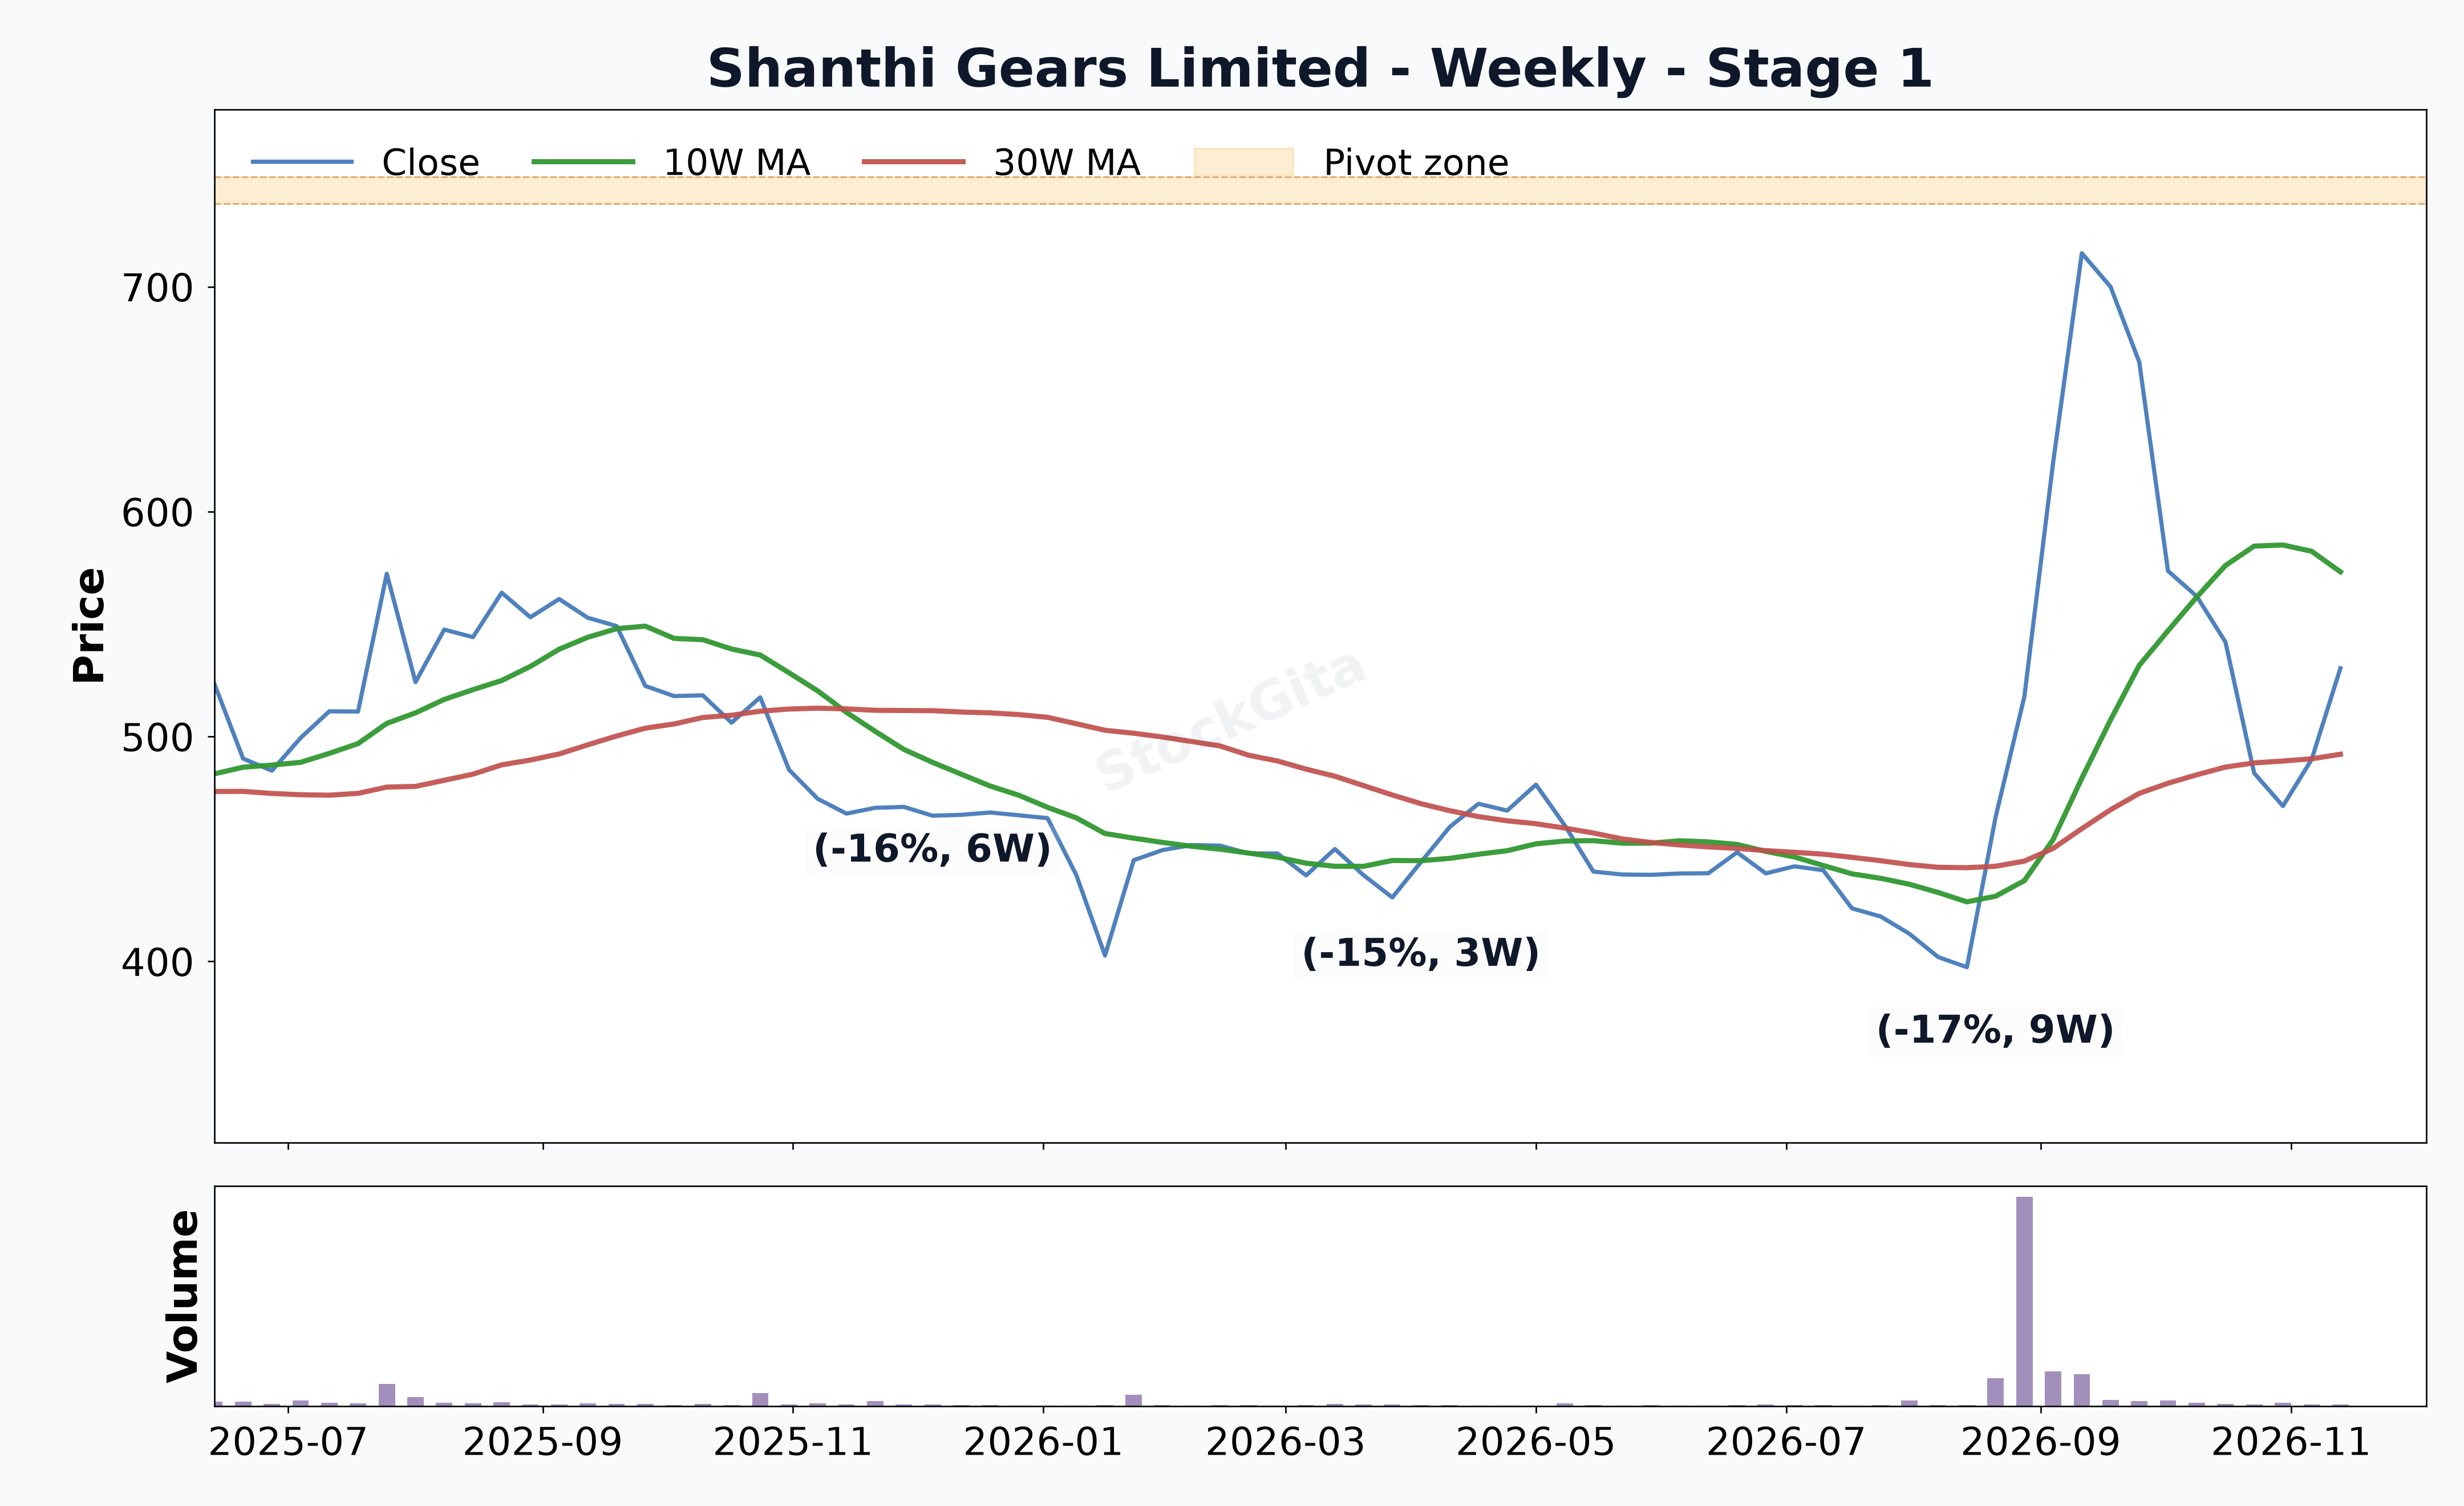 Shanthi Gears Limited - Weekly - Stage 1
Close 10W MA 30W MA Pivot zone
700
600
500
400
Price
StockGita
(-16%, 6W)
(-15%, 3W)
(-17%, 9W)
Volume
2025-07 2025-09 2025-11 2026-01 2026-03 2026-05 2026-07 2026-09 2026-11